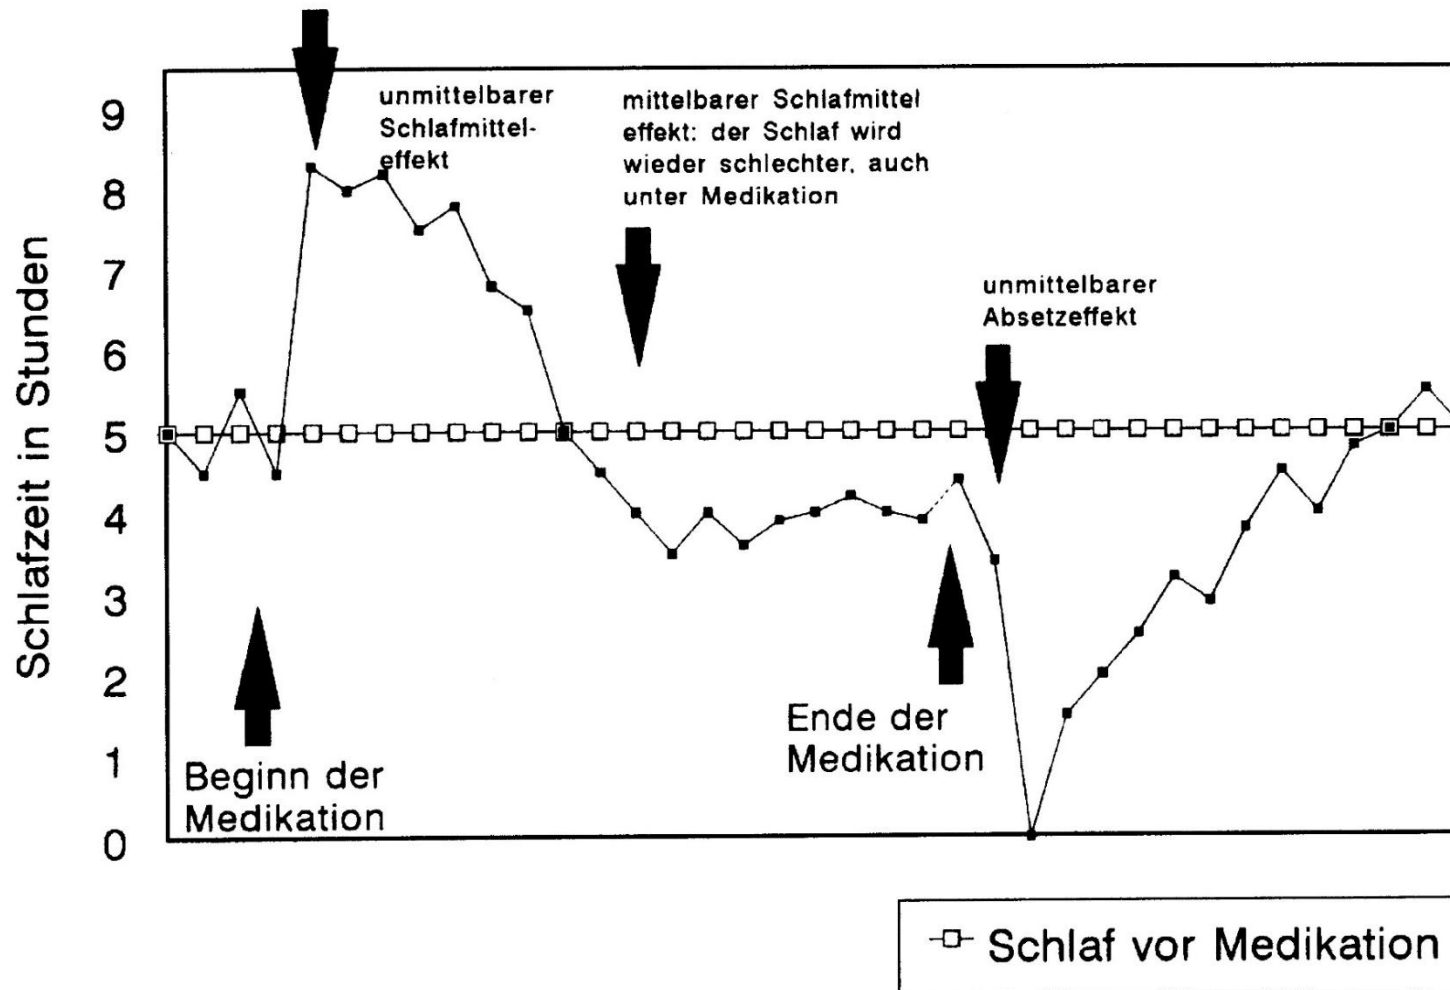 unmittelbarer
Schlafmittel-
effekt
mittelbarer Schlafmittel
effekt: der Schlaf wird
wieder schlechter, auch
unter Medikation
unmittelbarer
Absetzeffekt
Schlafzeit in Stunden
9
8
7
6
5
4
3
2
1
0
Beginn der
Medikation
Ende der
Medikation
Schlaf vor Medikation